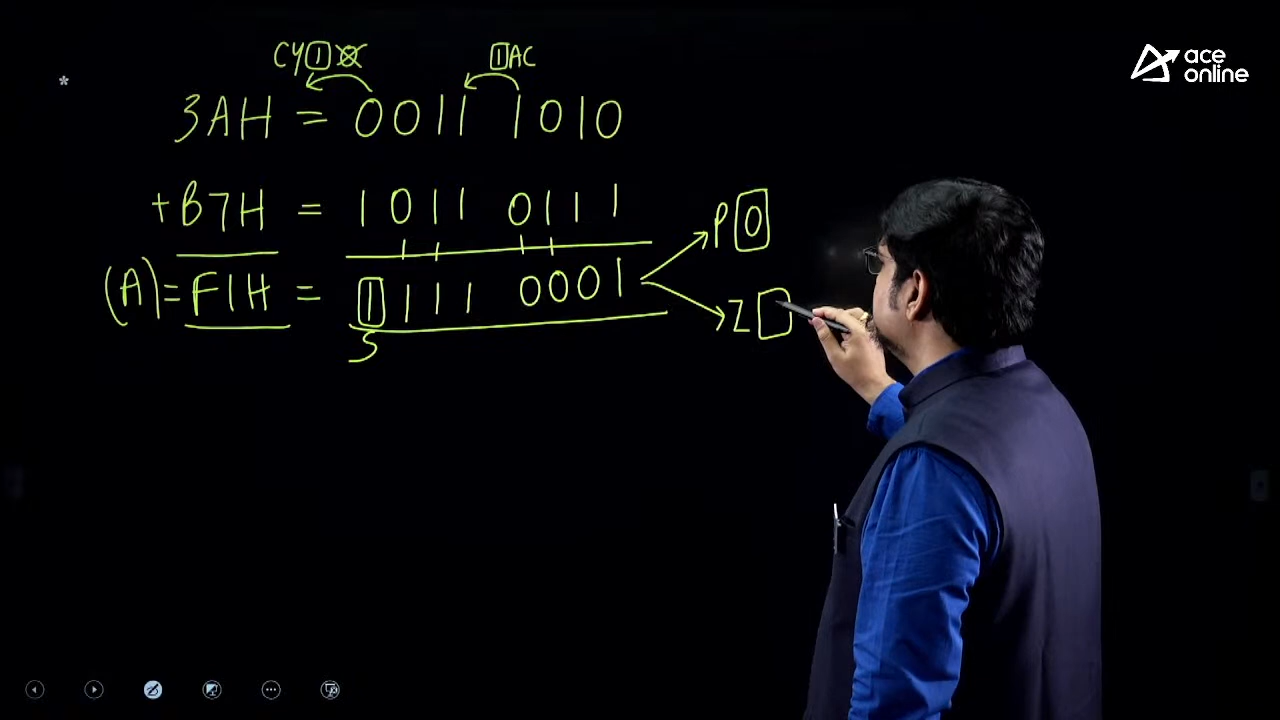 CY 1 0 1 AC
3AH = 0011 1010
+B7H = 1011 0111
(A) = F1H = 1111 0001
S
P 0
Z
*
ace
online